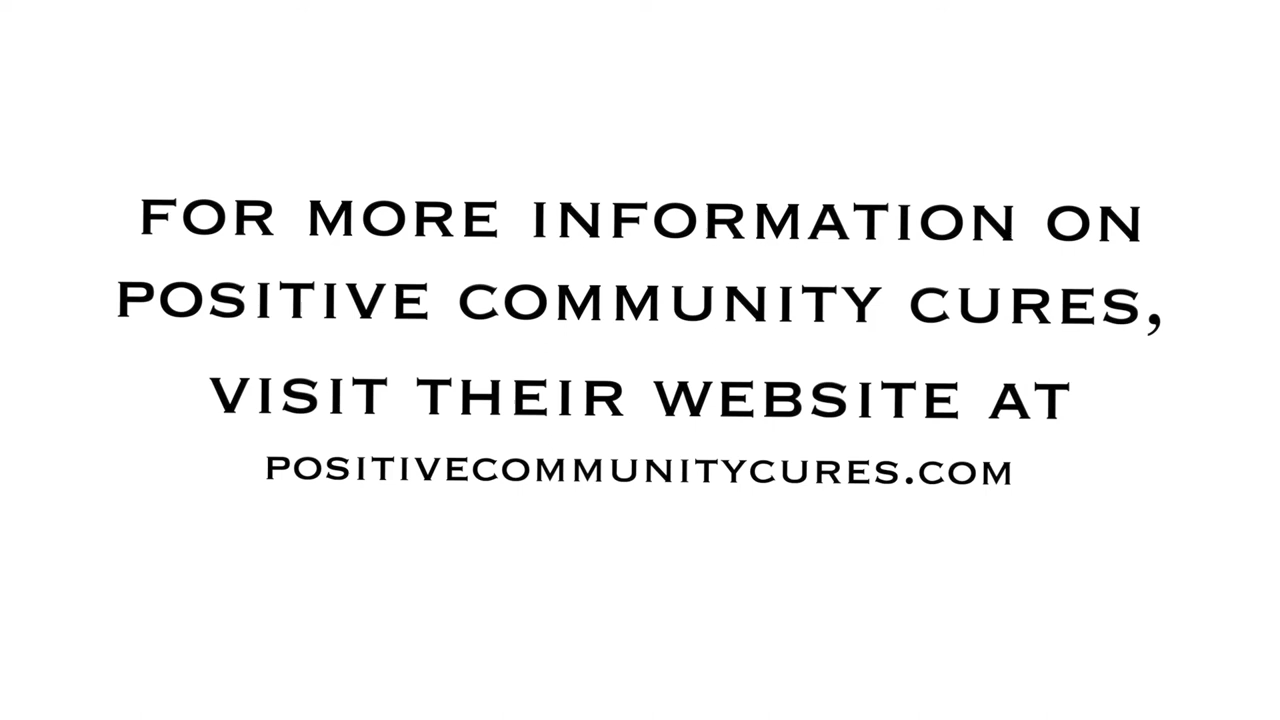 FOR MORE INFORMATION ON
POSITIVE COMMUNITY CURES,
VISIT THEIR WEBSITE AT
POSITIVECOMMUNITYCURES.COM